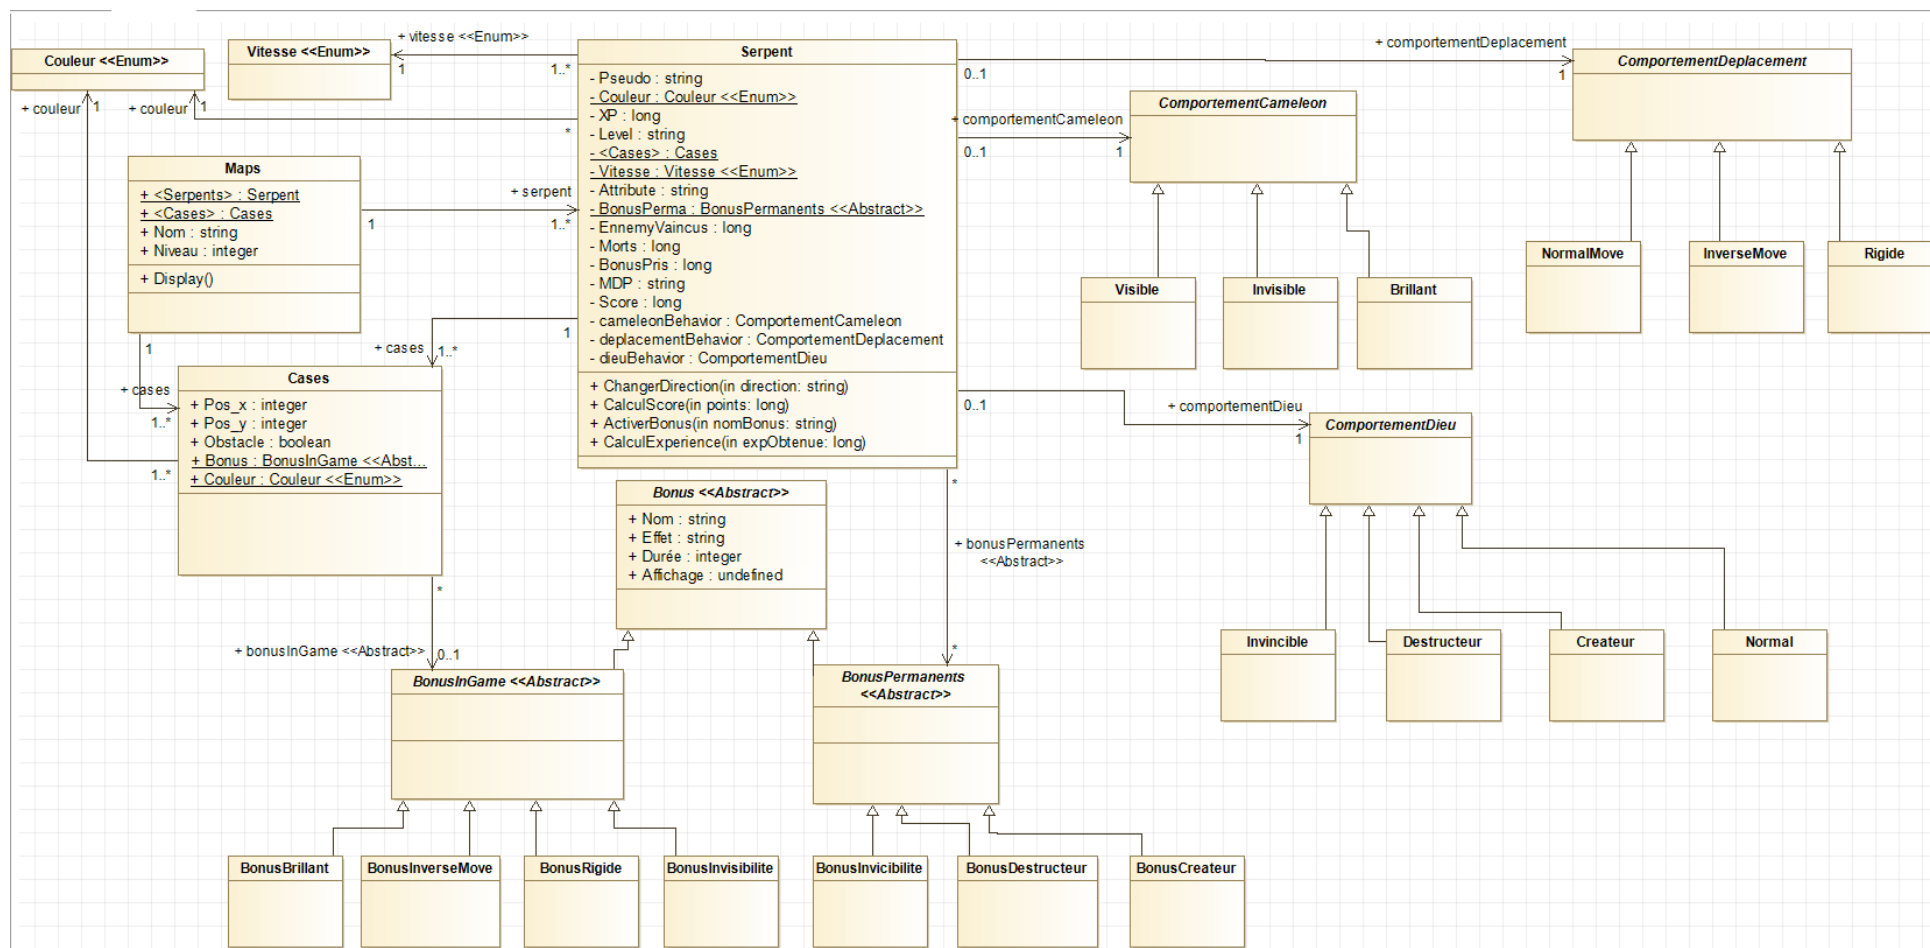 Couleur <<Enum>>
Vitesse <<Enum>>
+ vitesse <<Enum>>
1
1..*
+ couleur
1
+ couleur
1
*
Serpent
- Pseudo : string
- Couleur : Couleur <<Enum>>
- XP : long
- Level : string
- <Cases> : Cases
- Vitesse : Vitesse <<Enum>>
- Attribute : string
- BonusPerma : BonusPermanents <<Abstract>>
- EnnemyVaincus : long
- Morts : long
- BonusPris : long
- MDP : string
- Score : long
- cameleonBehavior : ComportementCameleon
- deplacementBehavior : ComportementDeplacement
- dieuBehavior : ComportementDieu
+ ChangerDirection(in direction: string)
+ CalculScore(in points: long)
+ ActiverBonus(in nomBonus: string)
+ CalculExperience(in expObtenue: long)
0..1
+ comportementDeplacement
1
ComportementDeplacement
+ comportementCameleon
0..1
1
ComportementCameleon
NormalMove
InverseMove
Rigide
Visible
Invisible
Brillant
Maps
+ <Serpents> : Serpent
+ <Cases> : Cases
+ Nom : string
+ Niveau : integer
+ Display()
+ serpent
1
1..*
1
+ cases
1..*
1
+ cases
1..*
Cases
+ Pos_x : integer
+ Pos_y : integer
+ Obstacle : boolean
+ Bonus : BonusInGame <<Abst...
+ Couleur : Couleur <<Enum>>
1..*
0..1
+ comportementDieu
1
ComportementDieu
Invincible
Destructeur
Createur
Normal
Bonus <<Abstract>>
+ Nom : string
+ Effet : string
+ Durée : integer
+ Affichage : undefined
*
+ bonusPermanents
<<Abstract>>
*
*
+ bonusInGame <<Abstract>>
0..1
BonusInGame <<Abstract>>
BonusPermanents
<<Abstract>>
BonusBrillant
BonusInverseMove
BonusRigide
BonusInvisibilite
BonusInvicibilite
BonusDestructeur
BonusCreateur